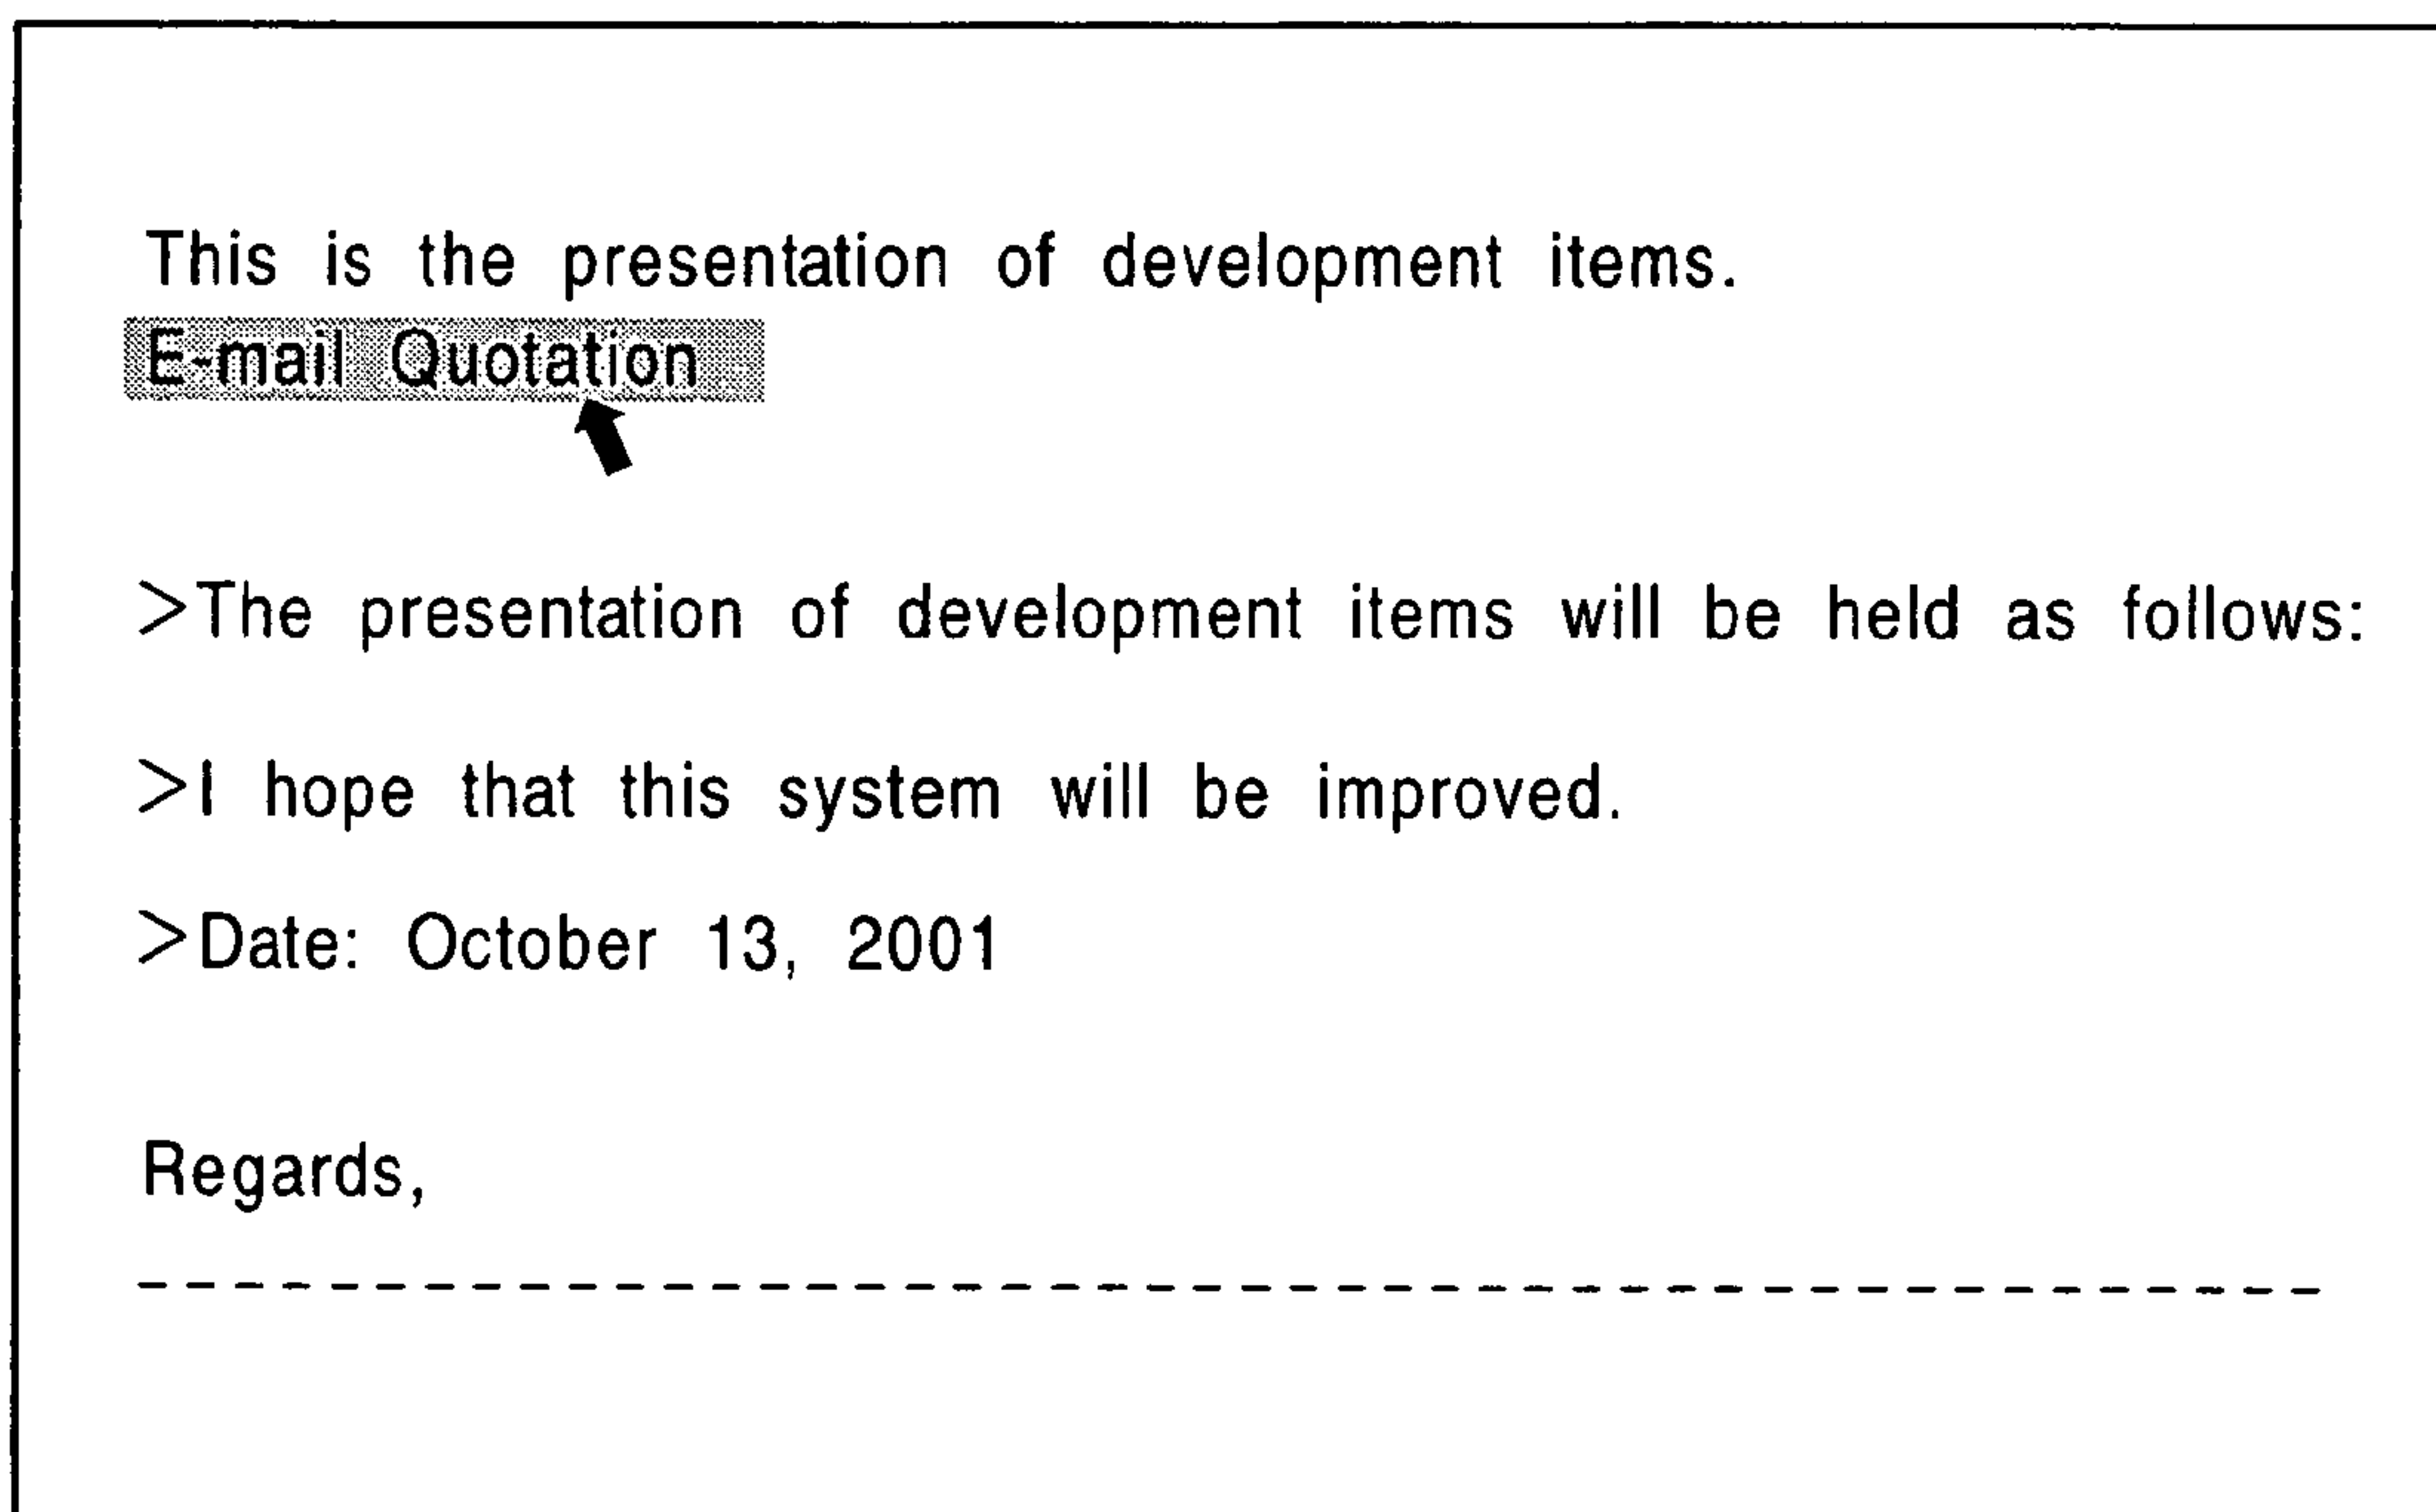 This is the presentation of development items.
E-mail Quotation
>The presentation of development items will be held as follows:
>I hope that this system will be improved.
>Date: October 13, 2001
Regards,